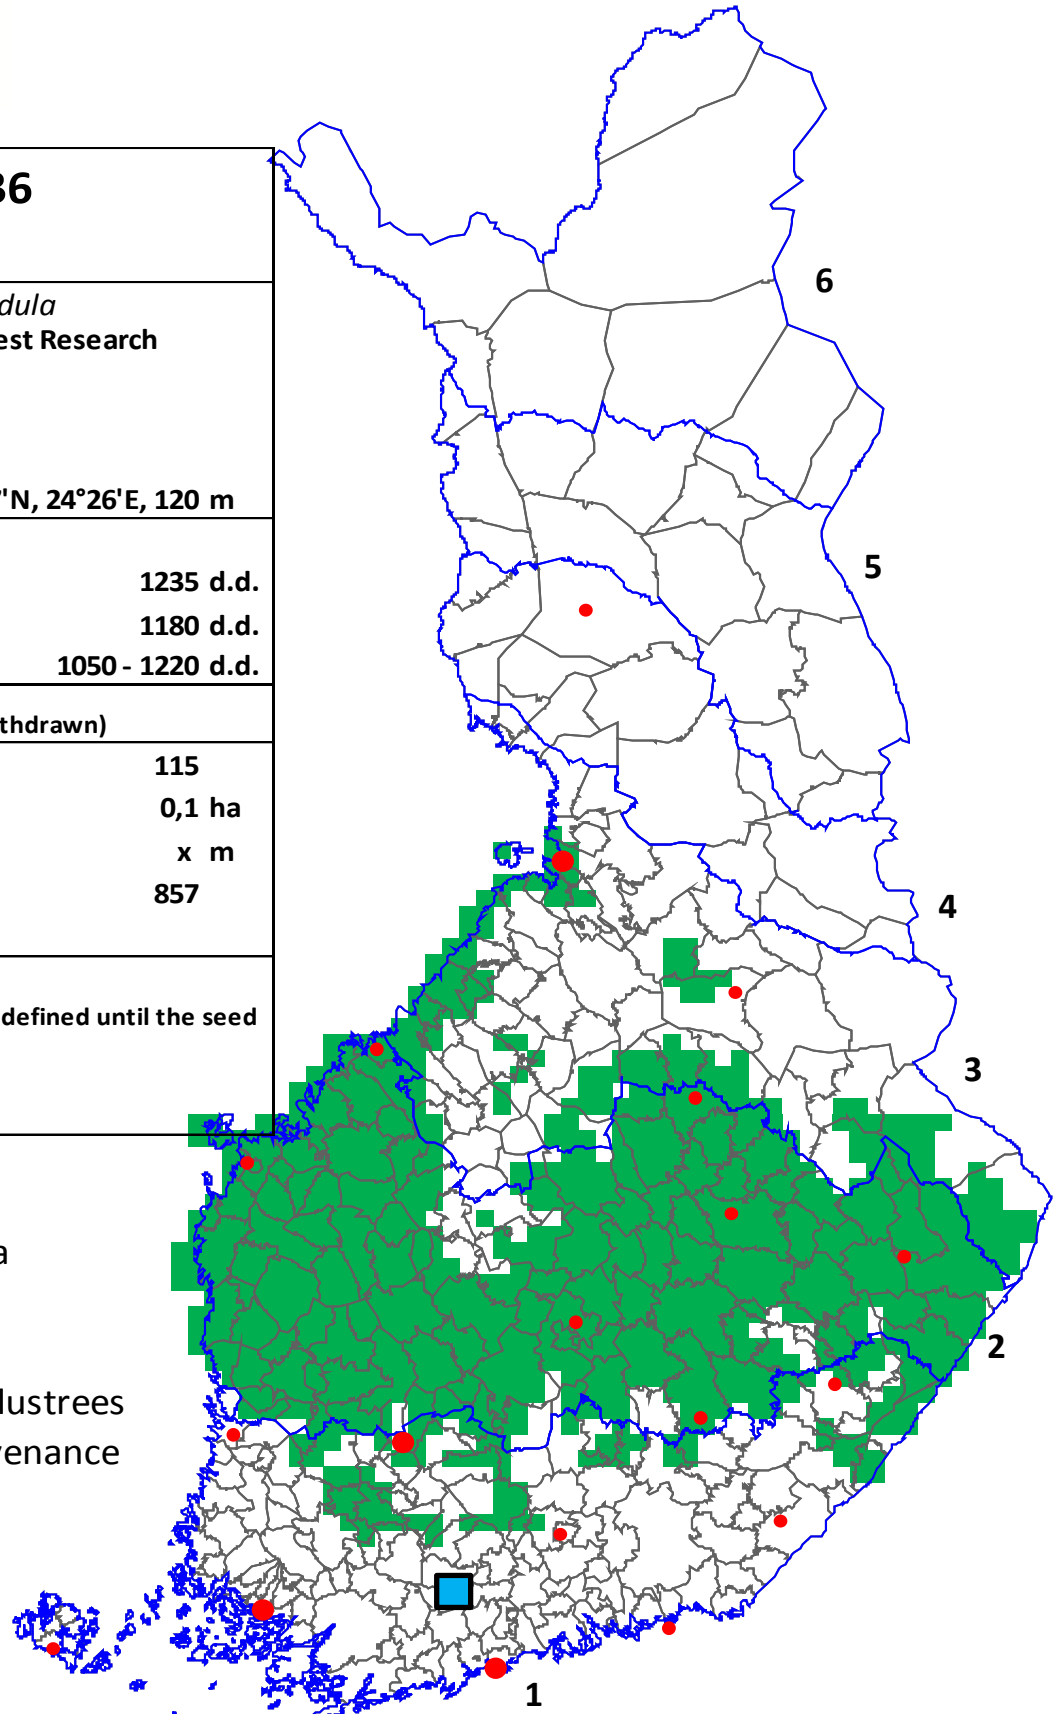 36
dula
est Research
'N, 24°26'E, 120 m
1235 d.d.
1180 d.d.
1050 - 1220 d.d.
thdrawn)
115
0,1 ha
x m
857
defined until the seed
a
lustrees
venance
6
5
4
3
2
1